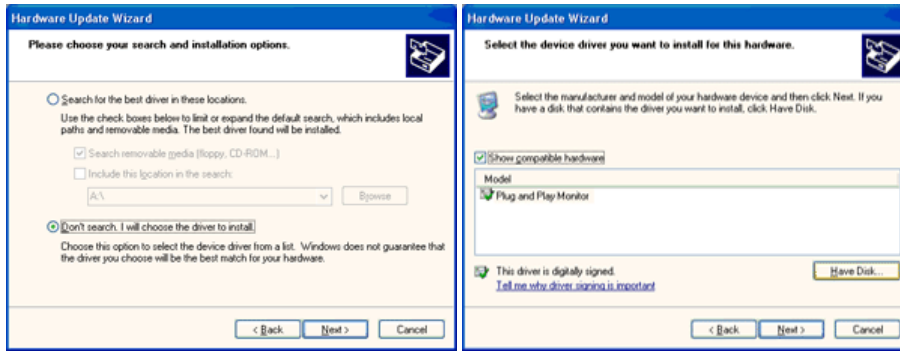 Hardware Update Wizard
Please choose your search and installation options.
Search for the best driver in these locations.
Use the check boxes below to limit or expand the default search, which includes local
paths and removable media. The best driver found will be installed.
Search removable media (floppy, CD-ROM...)
Include this location in the search:
A:\
Browse
Don't search. I will choose the driver to install.
Choose this option to select the device driver from a list. Windows does not guarantee that
the driver you choose will be the best match for your hardware.
< Back
Next >
Cancel
Hardware Update Wizard
Select the device driver you want to install for this hardware.
Select the manufacturer and model of your hardware device and then click Next. If you
have a disk that contains the driver you want to install, click Have Disk.
Show compatible hardware
Model
Plug and Play Monitor
This driver is digitally signed.
Tell me why driver signing is important
Have Disk...
< Back
Next >
Cancel